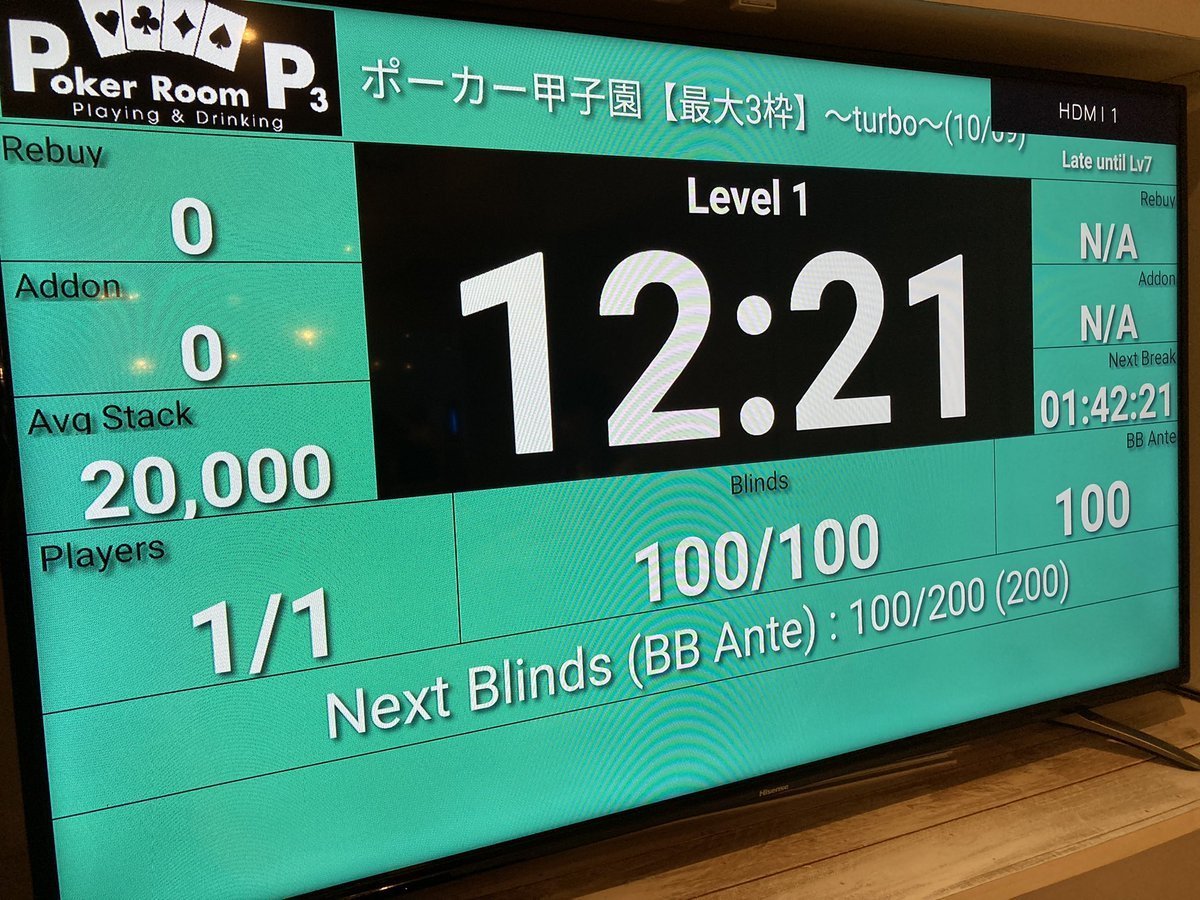 Poker Room P3
Playing & Drinking
ポーカー甲子園【最大3枠】～turbo～(10/09)
HDMI 1
Late until Lv7
Rebuy
0
Addon
0
Avg Stack
20,000
Players
1/1
Level 1
12:21
Rebuy
N/A
Addon
N/A
Next Break
01:42:21
BB Ante
100
Blinds
100/100
Next Blinds (BB Ante) : 100/200 (200)
Hisense